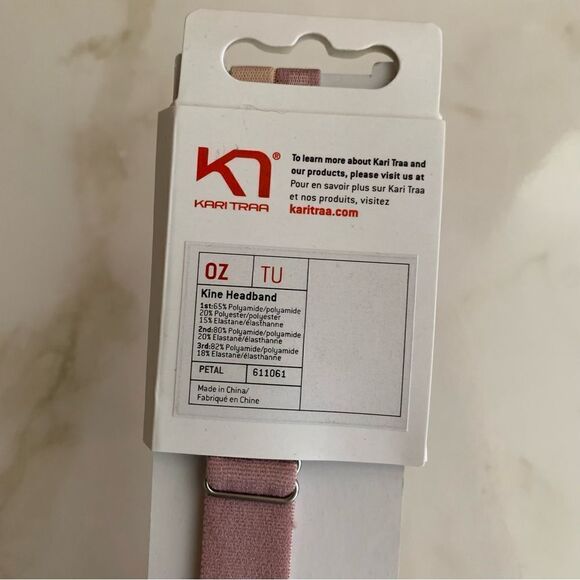 KARI TRAA®
To learn more about Kari Traa and
our products, please visit us at
Pour en savoir plus sur Kari Traa
et nos produits, visitez
karitraa.com
OZ TU
Kine Headband
1st:65% Polyamide/polyamide
20% Polyester/polyester
15% Elastane/élasthanne
2nd:80% Polyamide/polyamide
20% Elastane/élasthanne
3rd:82% Polyamide/polyamide
18% Elastane/élasthanne
PETAL 611061
Made in China/
Fabriqué en Chine